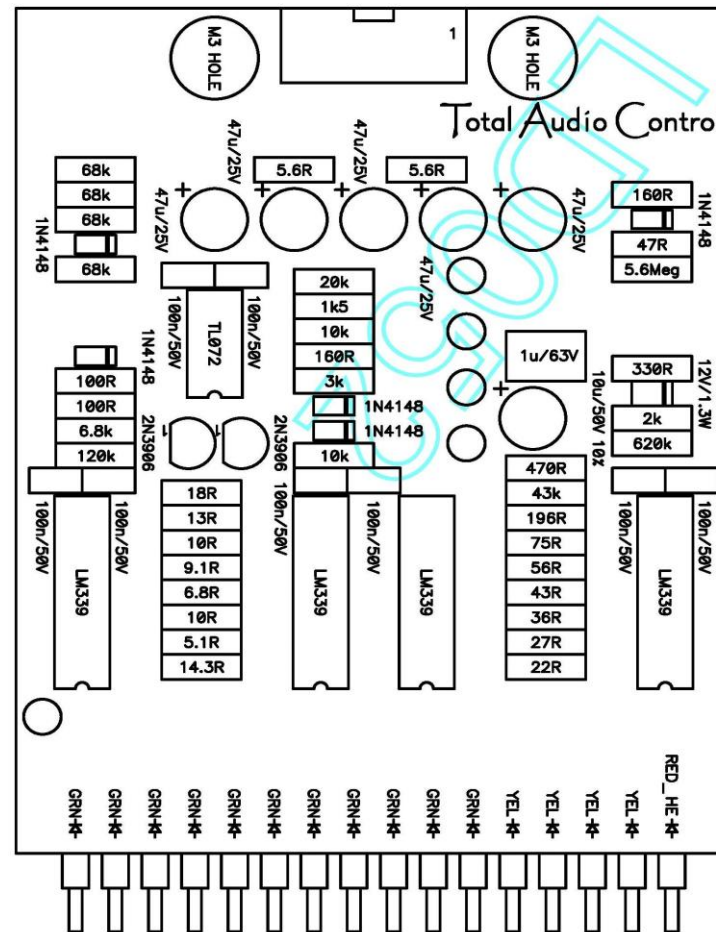 M3 HOLE
1
M3 HOLE
Total Audio Contro
47u/25V
5.6R
47u/25V
5.6R
68k
68k
68k
68k
1N4148
47u/25V
+
+
+
+
+
47u/25V
47u/25V
160R
1N4148
47R
5.6Meg
100n/50V
TL072
100n/50V
20k
1k5
10k
160R
3k
1N4148
1N4148
10k
1N4148
100R
100R
6.8k
120k
2N3906
1
1
2N3906
1u/63V
+
10u/50V 10%
330R
2k
620k
12V/1.3W
100n/50V
100n/50V
LM339
18R
13R
10R
9.1R
6.8R
10R
5.1R
14.3R
100n/50V
LM339
LM339
470R
43k
196R
75R
56R
43R
36R
27R
22R
100n/50V
100n/50V
LM339
GRN
GRN
GRN
GRN
GRN
GRN
GRN
GRN
GRN
GRN
GRN
YEL
YEL
YEL
YEL
RED_HE